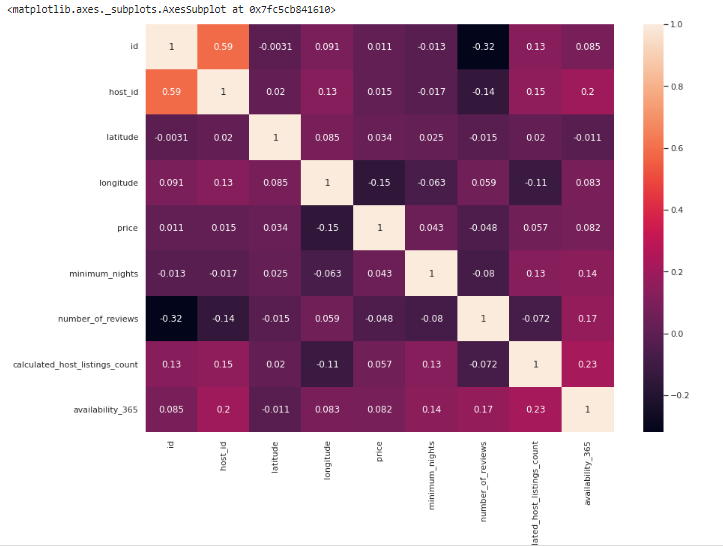 <matplotlib.axes._subplots.AxesSubplot at 0x7fc5cb841610>
id 1 0.59 -0.0031 0.091 0.011 -0.013 -0.32 0.13 0.085
host_id 0.59 1 0.02 0.13 0.015 -0.017 -0.14 0.15 0.2
latitude -0.0031 0.02 1 0.085 0.034 0.025 -0.015 0.02 -0.011
longitude 0.091 0.13 0.085 1 -0.15 -0.063 0.059 -0.11 0.083
price 0.011 0.015 0.034 -0.15 1 0.043 -0.048 0.057 0.082
minimum_nights -0.013 -0.017 0.025 -0.063 0.043 1 -0.08 0.13 0.14
number_of_reviews -0.32 -0.14 -0.015 0.059 -0.048 -0.08 1 -0.072 0.17
calculated_host_listings_count 0.13 0.15 0.02 -0.11 0.057 0.13 -0.072 1 0.23
availability_365 0.085 0.2 -0.011 0.083 0.082 0.14 0.17 0.23 1
id
host_id
latitude
longitude
price
minimum_nights
number_of_reviews
lated_host_listings_count
availability_365
1.0
0.8
0.6
0.4
0.2
0.0
-0.2